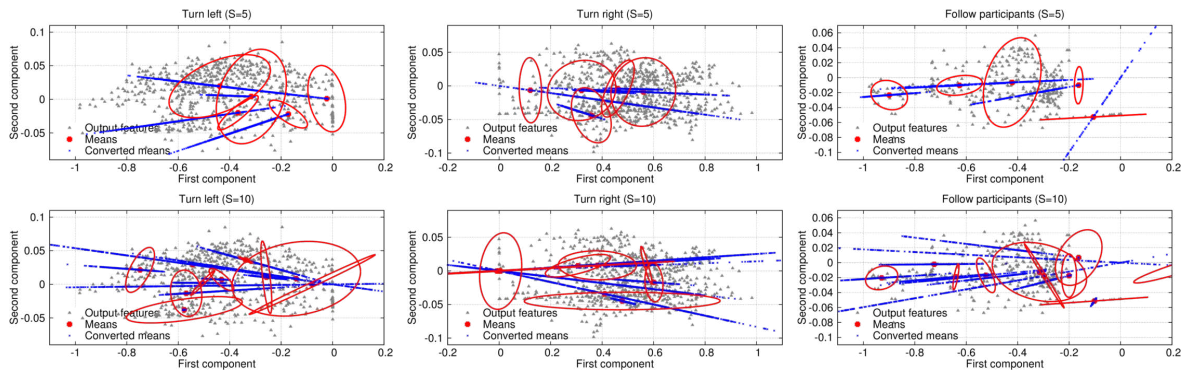 Turn left (S=5)
0.1
0.05
0
-0.05
Second component
Output features
Means
Converted means
-1 -0.8 -0.6 -0.4 -0.2 0 0.2
First component
Turn right (S=5)
0.05
0
-0.05
-0.1
Second component
Output features
Means
Converted means
0 0.2 0.4 0.6 0.8 1
First component
Follow participants (S=5)
0.06
0.04
0.02
0
-0.02
-0.04
-0.06
-0.08
-0.1
Second component
Output features
Means
Converted means
-1 -0.8 -0.6 -0.4 -0.2 0 0.2
First component
Turn left (S=10)
0.1
0.05
0
-0.05
Second component
Output features
Means
Converted means
-1 -0.8 -0.6 -0.4 -0.2 0 0.2
First component
Turn right (S=10)
0.05
0
-0.05
-0.1
Second component
Output features
Means
Converted means
-0.2 0 0.2 0.4 0.6 0.8 1
First component
Follow participants (S=10)
0.06
0.04
0.02
0
-0.02
-0.04
-0.06
-0.08
-0.1
Second component
Output features
Means
Converted means
-1 -0.8 -0.6 -0.4 -0.2 0 0.2
First component